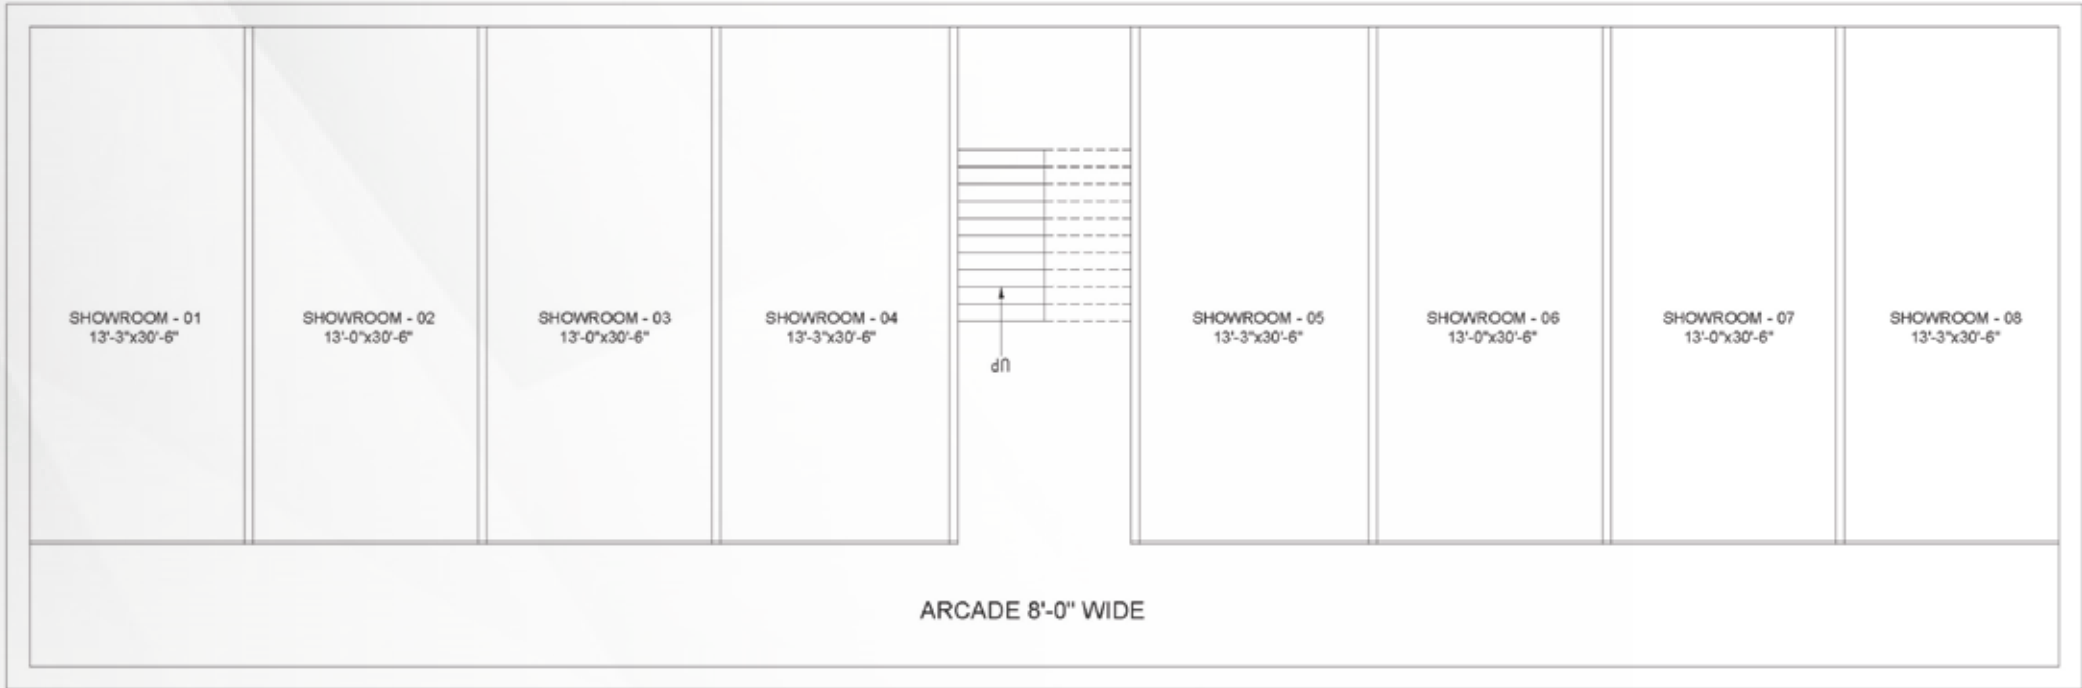 SHOWROOM - 01
13'-3"x30'-6"
SHOWROOM - 02
13'-0"x30'-6"
SHOWROOM - 03
13'-0"x30'-6"
SHOWROOM - 04
13'-3"x30'-6"
UP
SHOWROOM - 05
13'-3"x30'-6"
SHOWROOM - 06
13'-0"x30'-6"
SHOWROOM - 07
13'-0"x30'-6"
SHOWROOM - 08
13'-3"x30'-6"
ARCADE 8'-0" WIDE